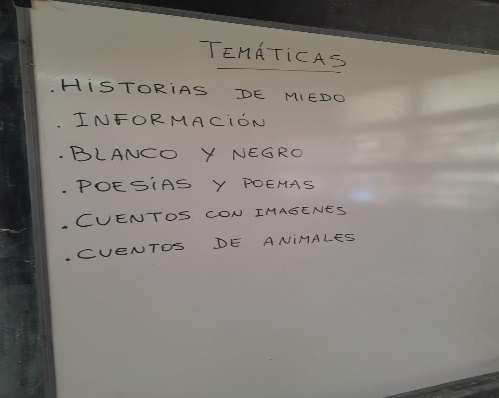 TEMÁTICAS
. HISTORIAS DE MIEDO
. INFORMACIÓN
. BLANCO Y NEGRO
. POESÍAS Y POEMAS
. CUENTOS CON IMAGENES
. CUENTOS DE ANIMALES